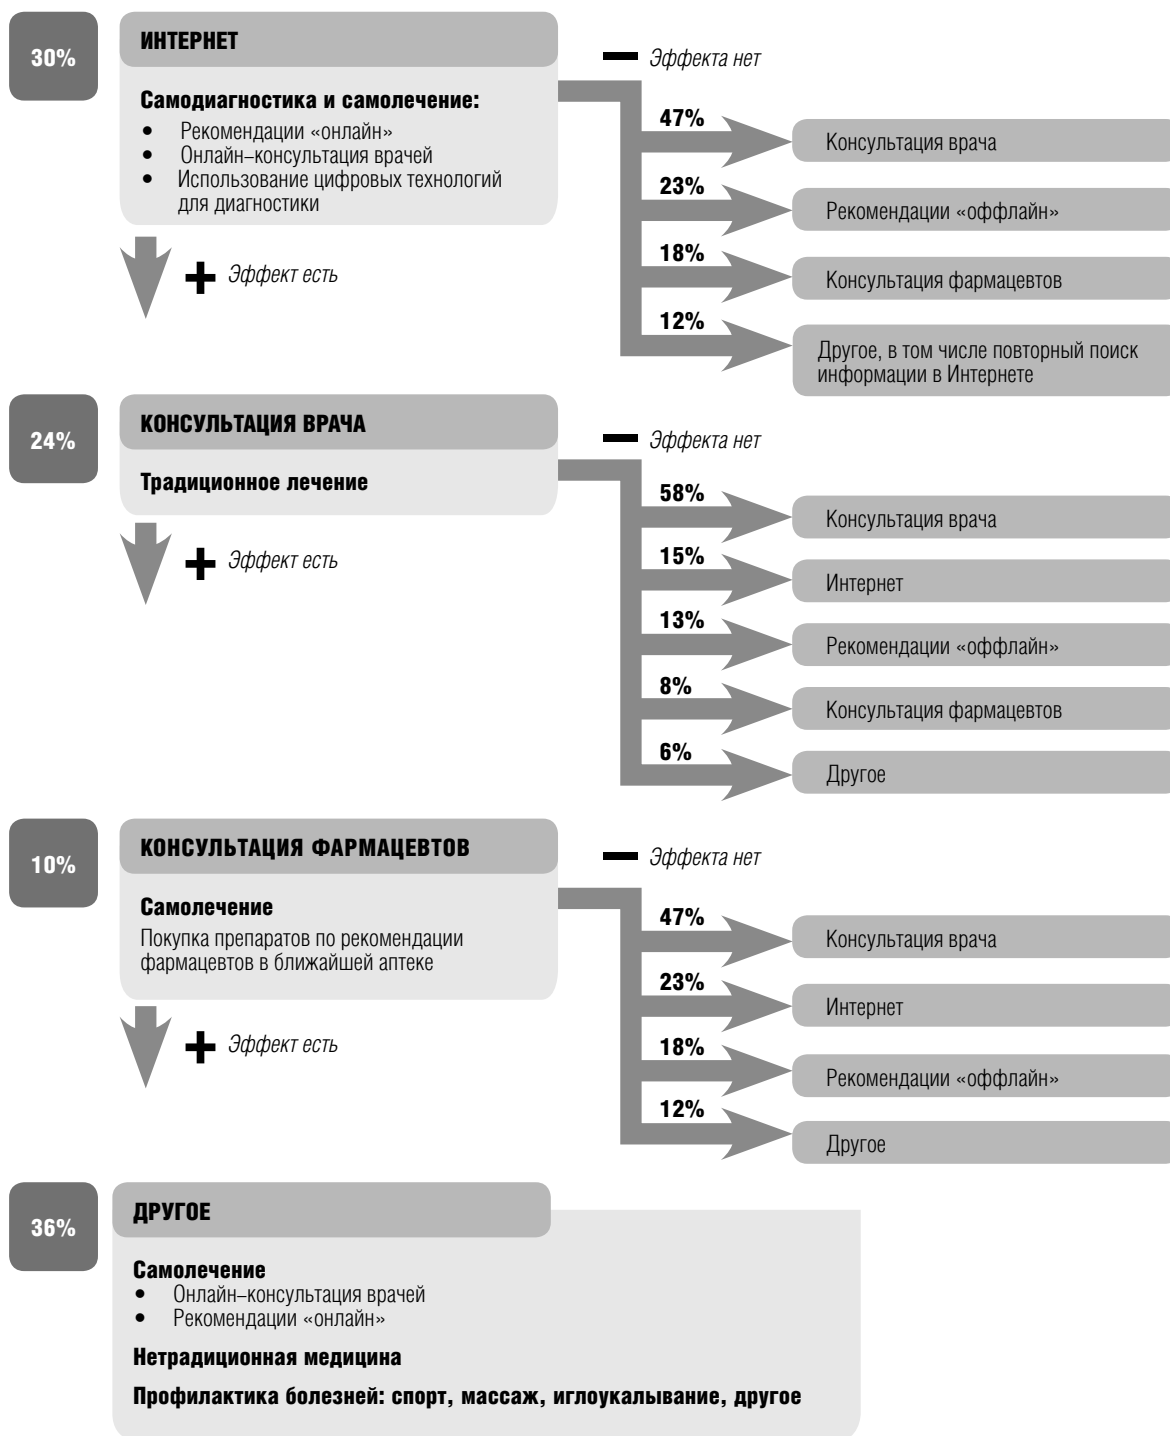 30%
ИНТЕРНЕТ
Самодиагностика и самолечение:
• Рекомендации «онлайн»
• Онлайн–консультация врачей
• Использование цифровых технологий
для диагностики
+ Эффект есть
– Эффекта нет
47%
Консультация врача
23%
Рекомендации «оффлайн»
18%
Консультация фармацевтов
12%
Другое, в том числе повторный поиск
информации в Интернете
24%
КОНСУЛЬТАЦИЯ ВРАЧА
Традиционное лечение
+ Эффект есть
– Эффекта нет
58%
Консультация врача
15%
Интернет
13%
Рекомендации «оффлайн»
8%
Консультация фармацевтов
6%
Другое
10%
КОНСУЛЬТАЦИЯ ФАРМАЦЕВТОВ
Самолечение
Покупка препаратов по рекомендации
фармацевтов в ближайшей аптеке
+ Эффект есть
– Эффекта нет
47%
Консультация врача
23%
Интернет
18%
Рекомендации «оффлайн»
12%
Другое
36%
ДРУГОЕ
Самолечение
• Онлайн–консультация врачей
• Рекомендации «онлайн»
Нетрадиционная медицина
Профилактика болезней: спорт, массаж, иглоукалывание, другое